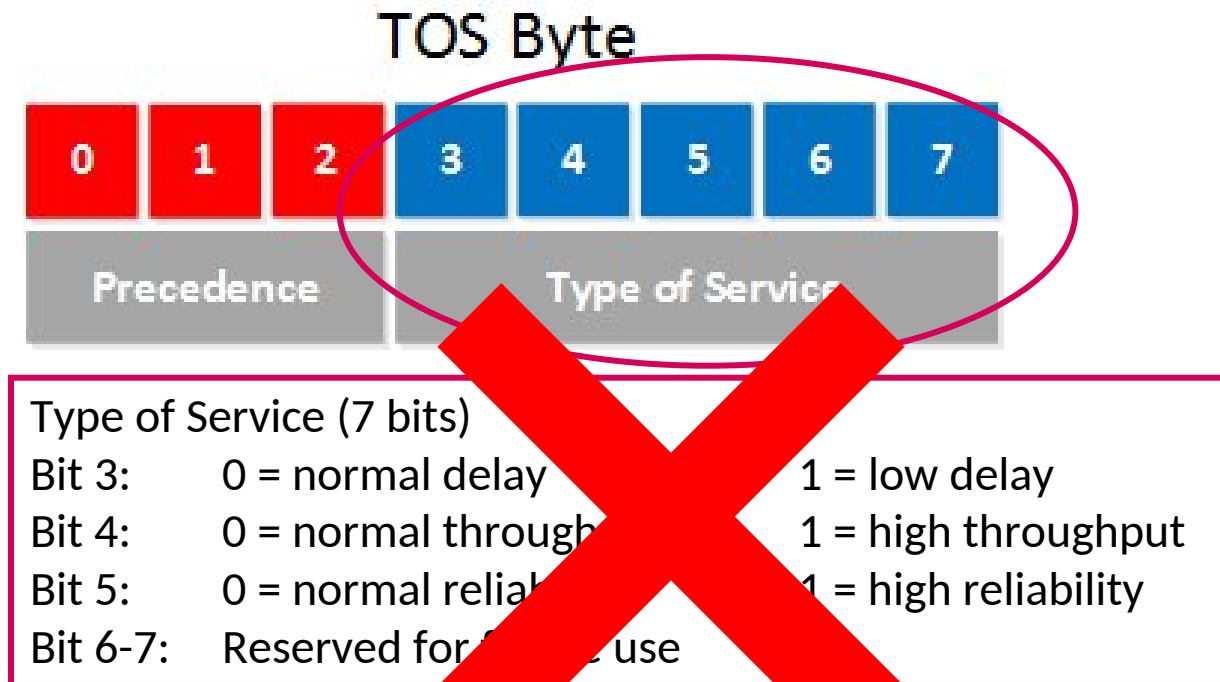 TOS Byte
0 1 2 3 4 5 6 7
Precedence Type of Service
Type of Service (7 bits)
Bit 3: 0 = normal delay 1 = low delay
Bit 4: 0 = normal 1 = high throughput
Bit 5: 0 = normal 1 = high reliability
Bit 6-7: Reserved for use